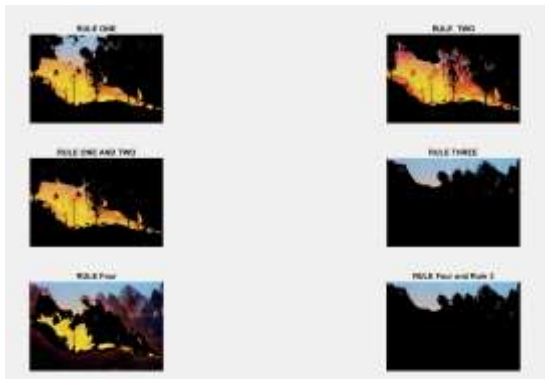 RULE ONE
RULE TWO
RULE ONE AND TWO
RULE THREE
RULE Four
RULE Four and Rule 3